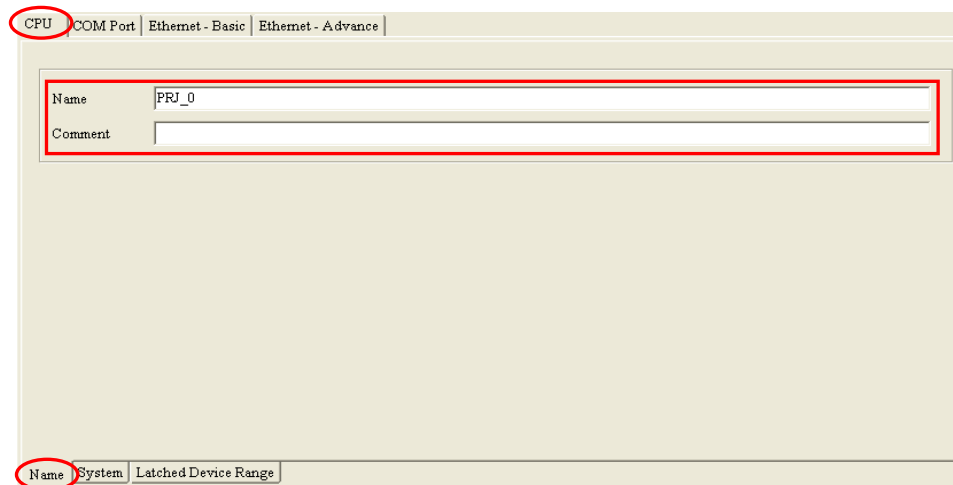 CPU COM Port Ethernet - Basic Ethernet - Advance
Name PRJ_0
Comment
Name System Latched Device Range